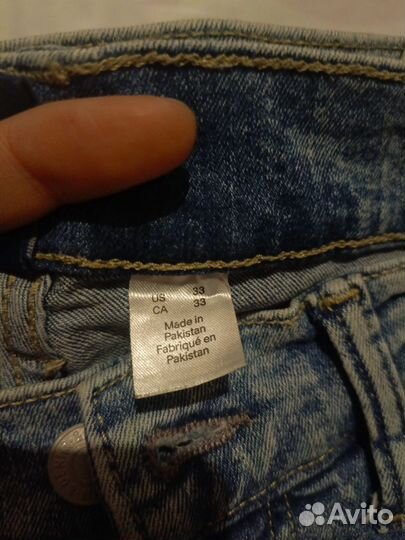 US 33
CA 33
Made in
Pakistan
Fabriqué en
Pakistan
Avito